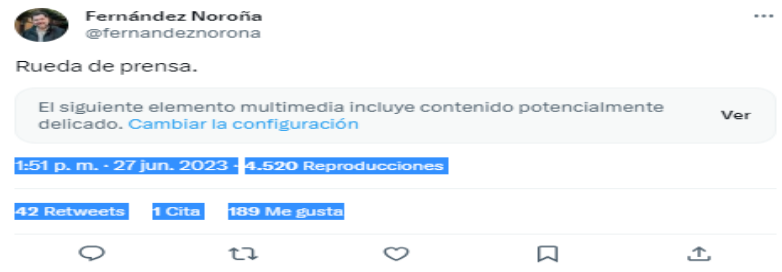 Fernández Noroña
@fernandeznorona
Rueda de prensa.
El siguiente elemento multimedia incluye contenido potencialmente
delicado. Cambiar la configuración
Ver
1:51 p. m. · 27 jun. 2023 · 4.520 Reproducciones
42 Retweets 1 Cita 189 Me gusta